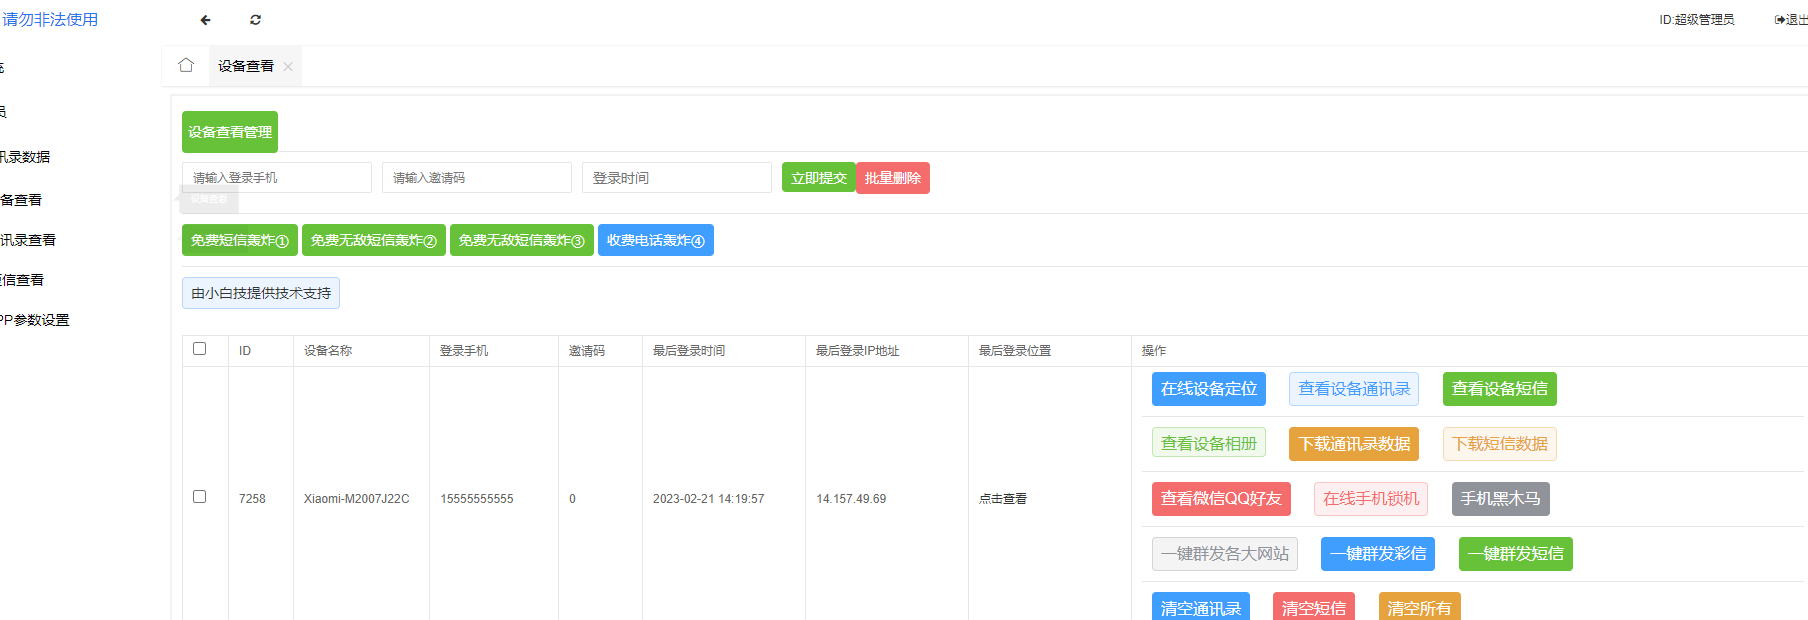 请勿非法使用
ID:超级管理员
退出
设备查看
员
讯录数据
备查看
讯录查看
短信查看
PP参数设置
设备查看管理
请输入登录手机 请输入邀请码 登录时间 立即提交 批量删除
设备查看
免费短信轰炸① 免费无敌短信轰炸② 免费无敌短信轰炸③ 收费电话轰炸④
由小白技提供技术支持
ID 设备名称 登录手机 邀请码 最后登录时间 最后登录IP地址 最后登录位置 操作
7258 Xiaomi-M2007J22C 15555555555 0 2023-02-21 14:19:57 14.157.49.69 点击查看
在线设备定位 查看设备通讯录 查看设备短信
查看设备相册 下载通讯录数据 下载短信数据
查看微信QQ好友 在线手机锁机 手机黑木马
一键群发各大网站 一键群发彩信 一键群发短信
清空通讯录 清空短信 清空所有